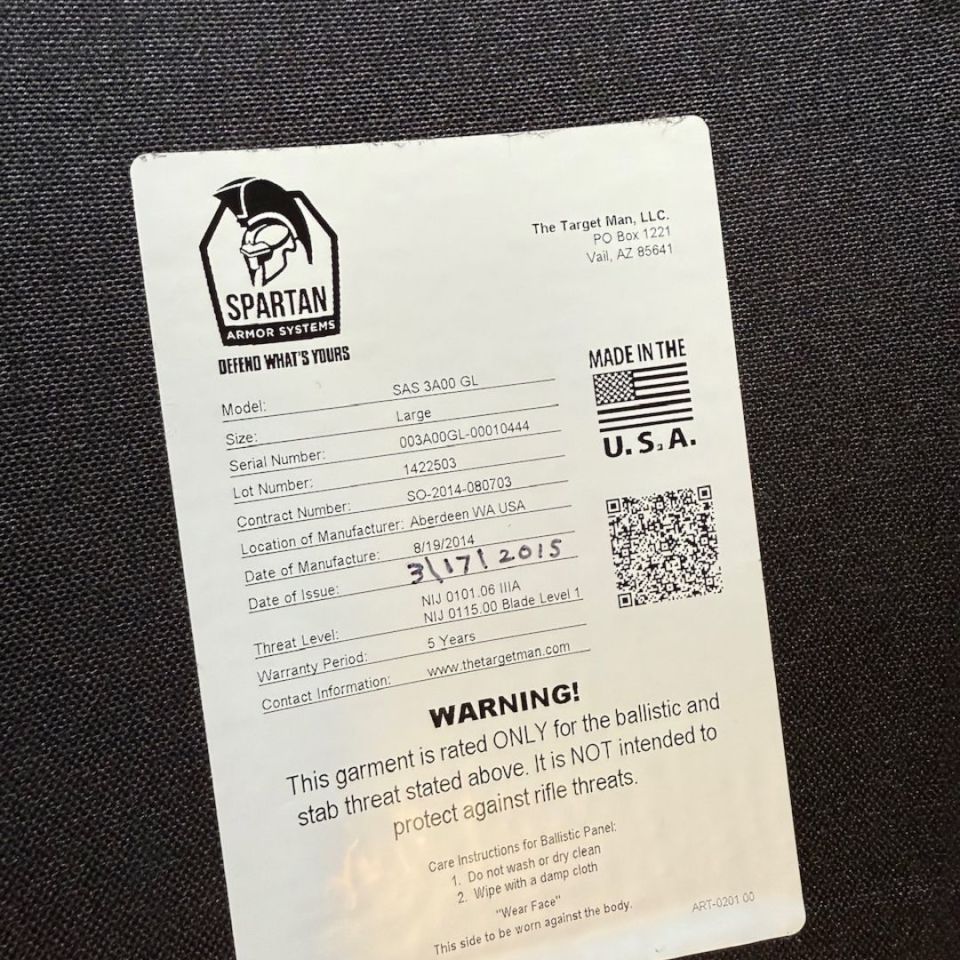 SPARTAN
ARMOR SYSTEMS
DEFEND WHAT'S YOURS
The Target Man, LLC.
PO Box 1221
Vail, AZ 85641
MADE IN THE
U.S.A.
Model: SAS 3A00 GL
Size: Large
Serial Number: 003A00GL-00010444
Lot Number: 1422503
Contract Number: SO-2014-080703
Location of Manufacturer: Aberdeen WA USA
Date of Manufacture: 8/19/2014
Date of Issue: 3\17\2015
Threat Level: NIJ 0101.06 IIIA
NIJ 0115.00 Blade Level 1
Warranty Period: 5 Years
Contact Information: www.thetargetman.com
WARNING!
This garment is rated ONLY for the ballistic and
stab threat stated above. It is NOT intended to
protect against rifle threats.
Care Instructions for Ballistic Panel:
1. Do not wash or dry clean
2. Wipe with a damp cloth
"Wear Face"
This side to be worn against the body.
ART-0201 00